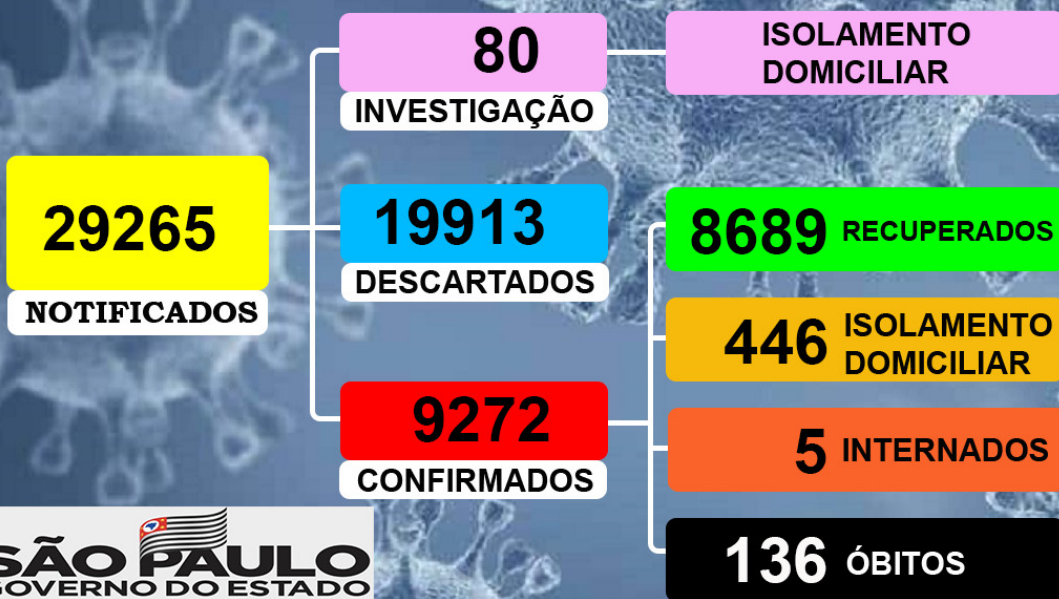 29265
NOTIFICADOS
80
INVESTIGAÇÃO
ISOLAMENTO
DOMICILIAR
19913
DESCARTADOS
9272
CONFIRMADOS
8689 RECUPERADOS
446 ISOLAMENTO
DOMICILIAR
5 INTERNADOS
136 ÓBITOS
SÃO PAULO
GOVERNO DO ESTADO